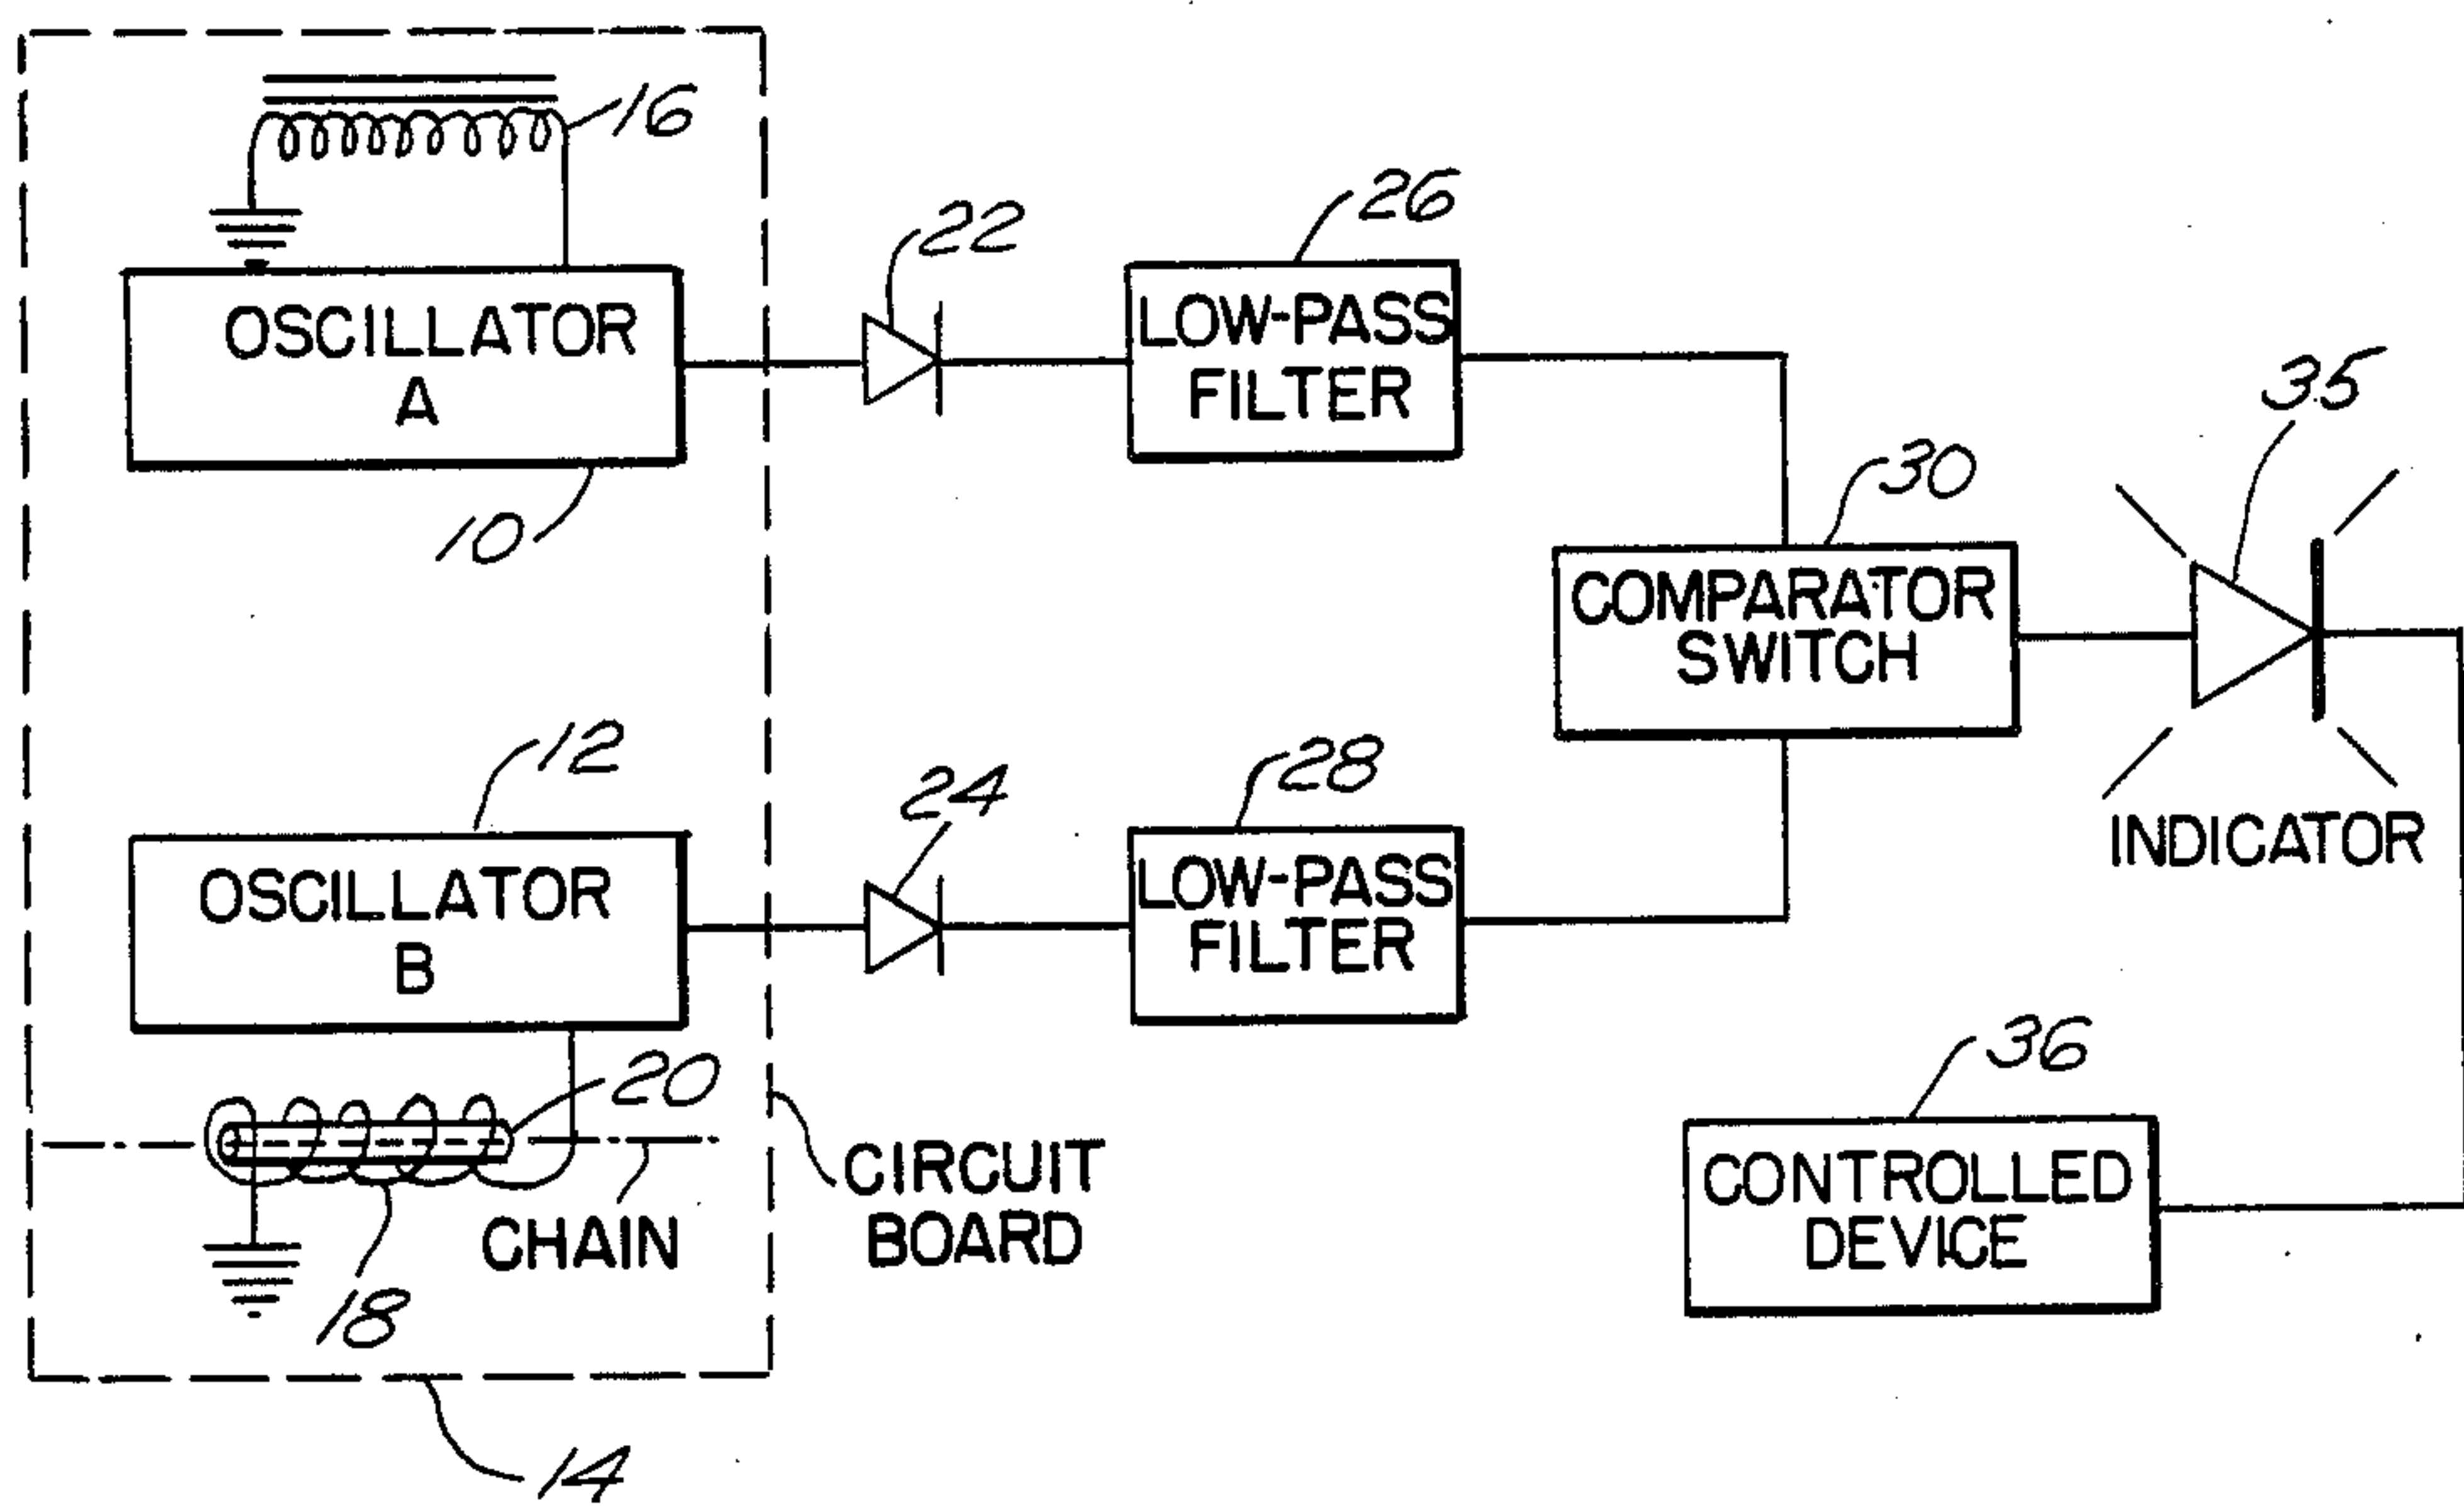 16
22
26
OSCILLATOR
A
LOW-PASS
FILTER
35
30
10
COMPARATOR
SWITCH
12
24
28
INDICATOR
OSCILLATOR
B
LOW-PASS
FILTER
20
36
CIRCUIT
BOARD
CHAIN
CONTROLLED
DEVICE
18
14